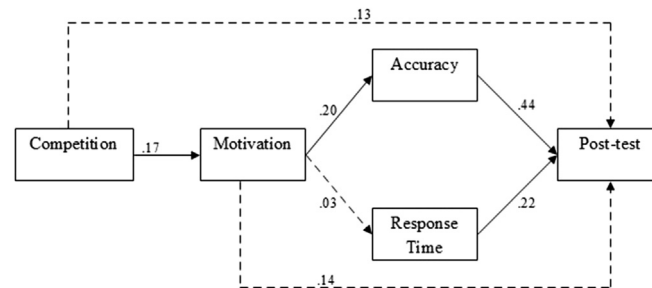 .13
Accuracy
.20
.44
Competition
.17
Motivation
Post-test
.03
.22
Response
Time
.14